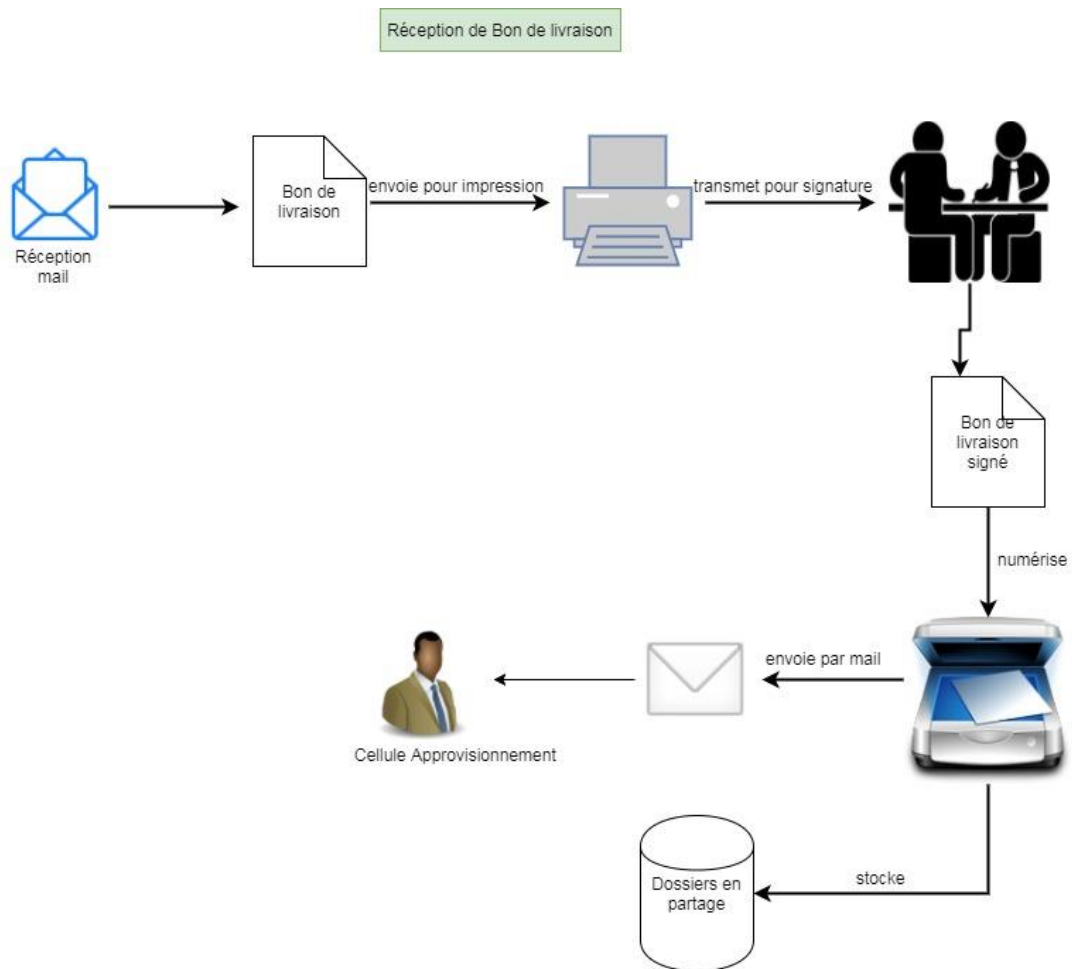 Réception de Bon de livraison
Réception
mail
Bon de
livraison
envoie pour impression
transmet pour signature
Bon de
livraison
signé
numérise
envoie par mail
Cellule Approvisionnement
Dossiers en
partage
stocke